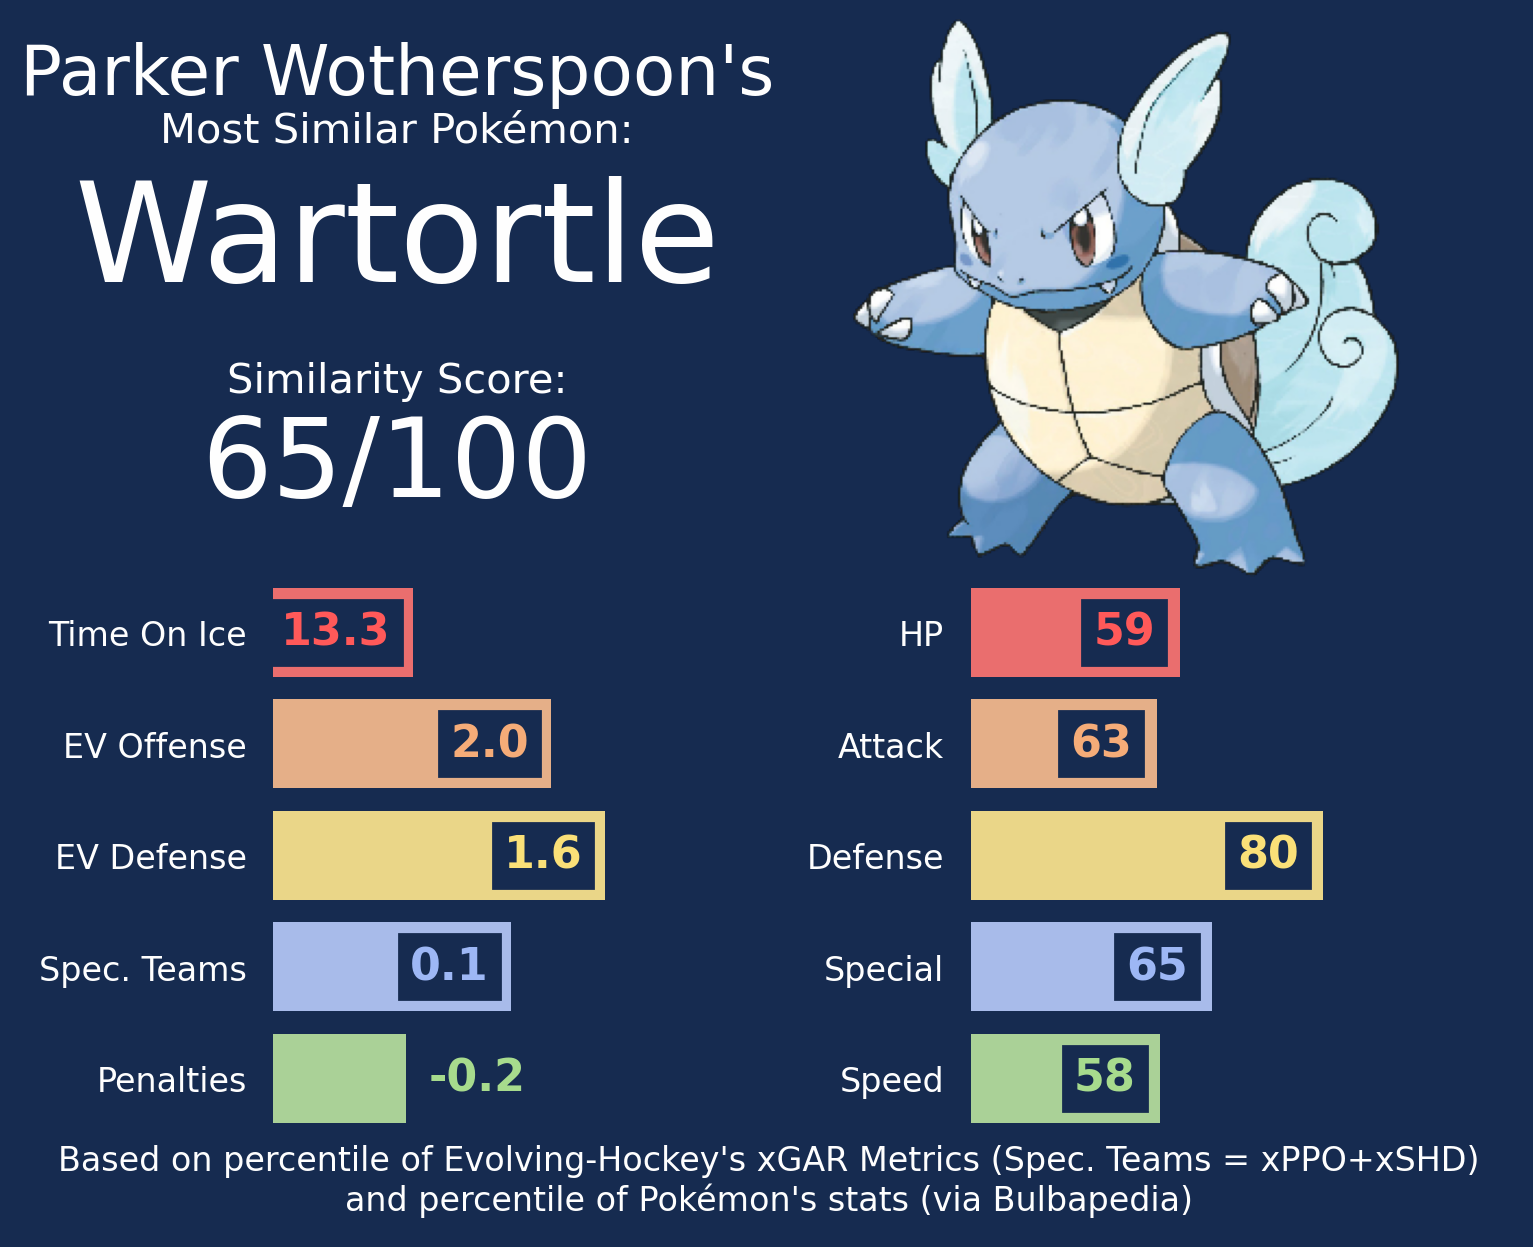 Parker Wotherspoon's
Most Similar Pokémon:
Wartortle
Similarity Score:
65/100
Time On Ice 13.3
EV Offense 2.0
EV Defense 1.6
Spec. Teams 0.1
Penalties -0.2
HP 59
Attack 63
Defense 80
Special 65
Speed 58
Based on percentile of Evolving-Hockey's xGAR Metrics (Spec. Teams = xPPO+xSHD)
and percentile of Pokémon's stats (via Bulbapedia)